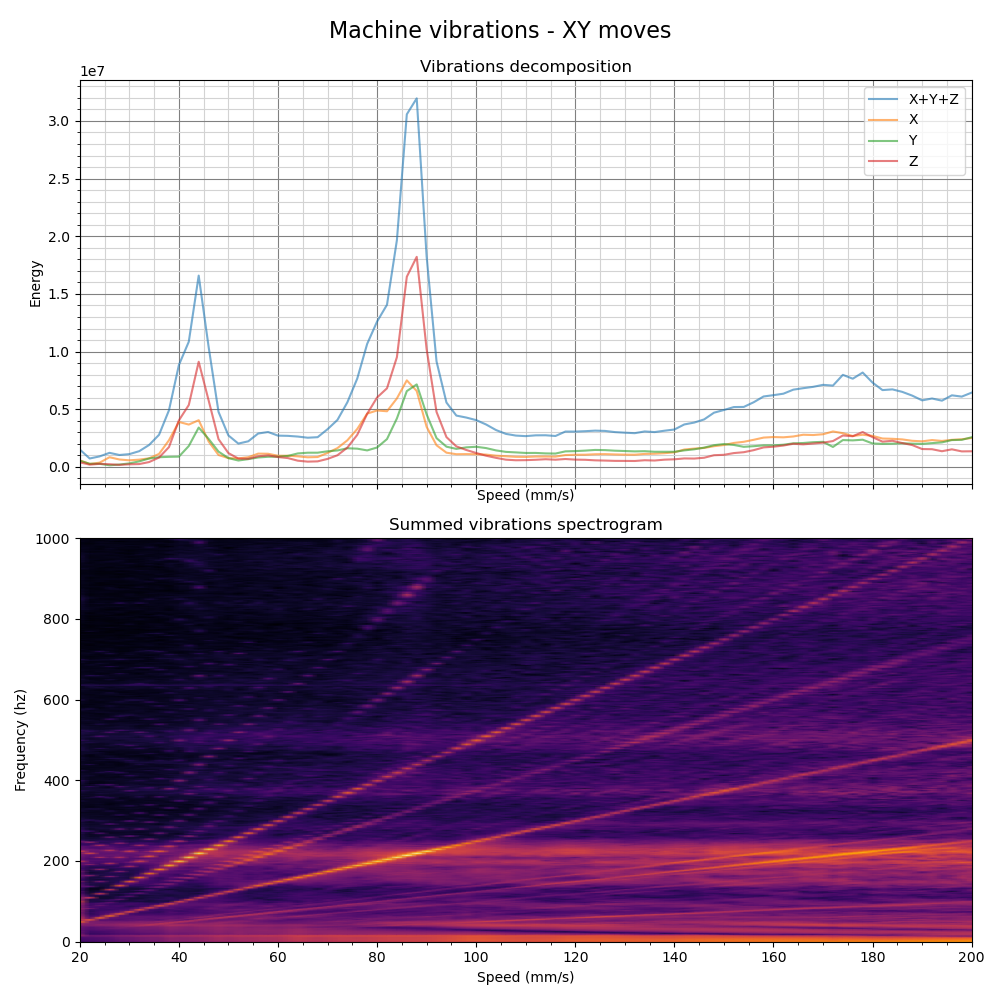 Machine vibrations - XY moves
Vibrations decomposition
1e7
3.0
2.5
2.0
1.5
1.0
0.5
0.0
Energy
X+Y+Z
X
Y
Z
Speed (mm/s)
Summed vibrations spectrogram
1000
800
600
400
200
0
Frequency (hz)
20 40 60 80 100 120 140 160 180 200
Speed (mm/s)